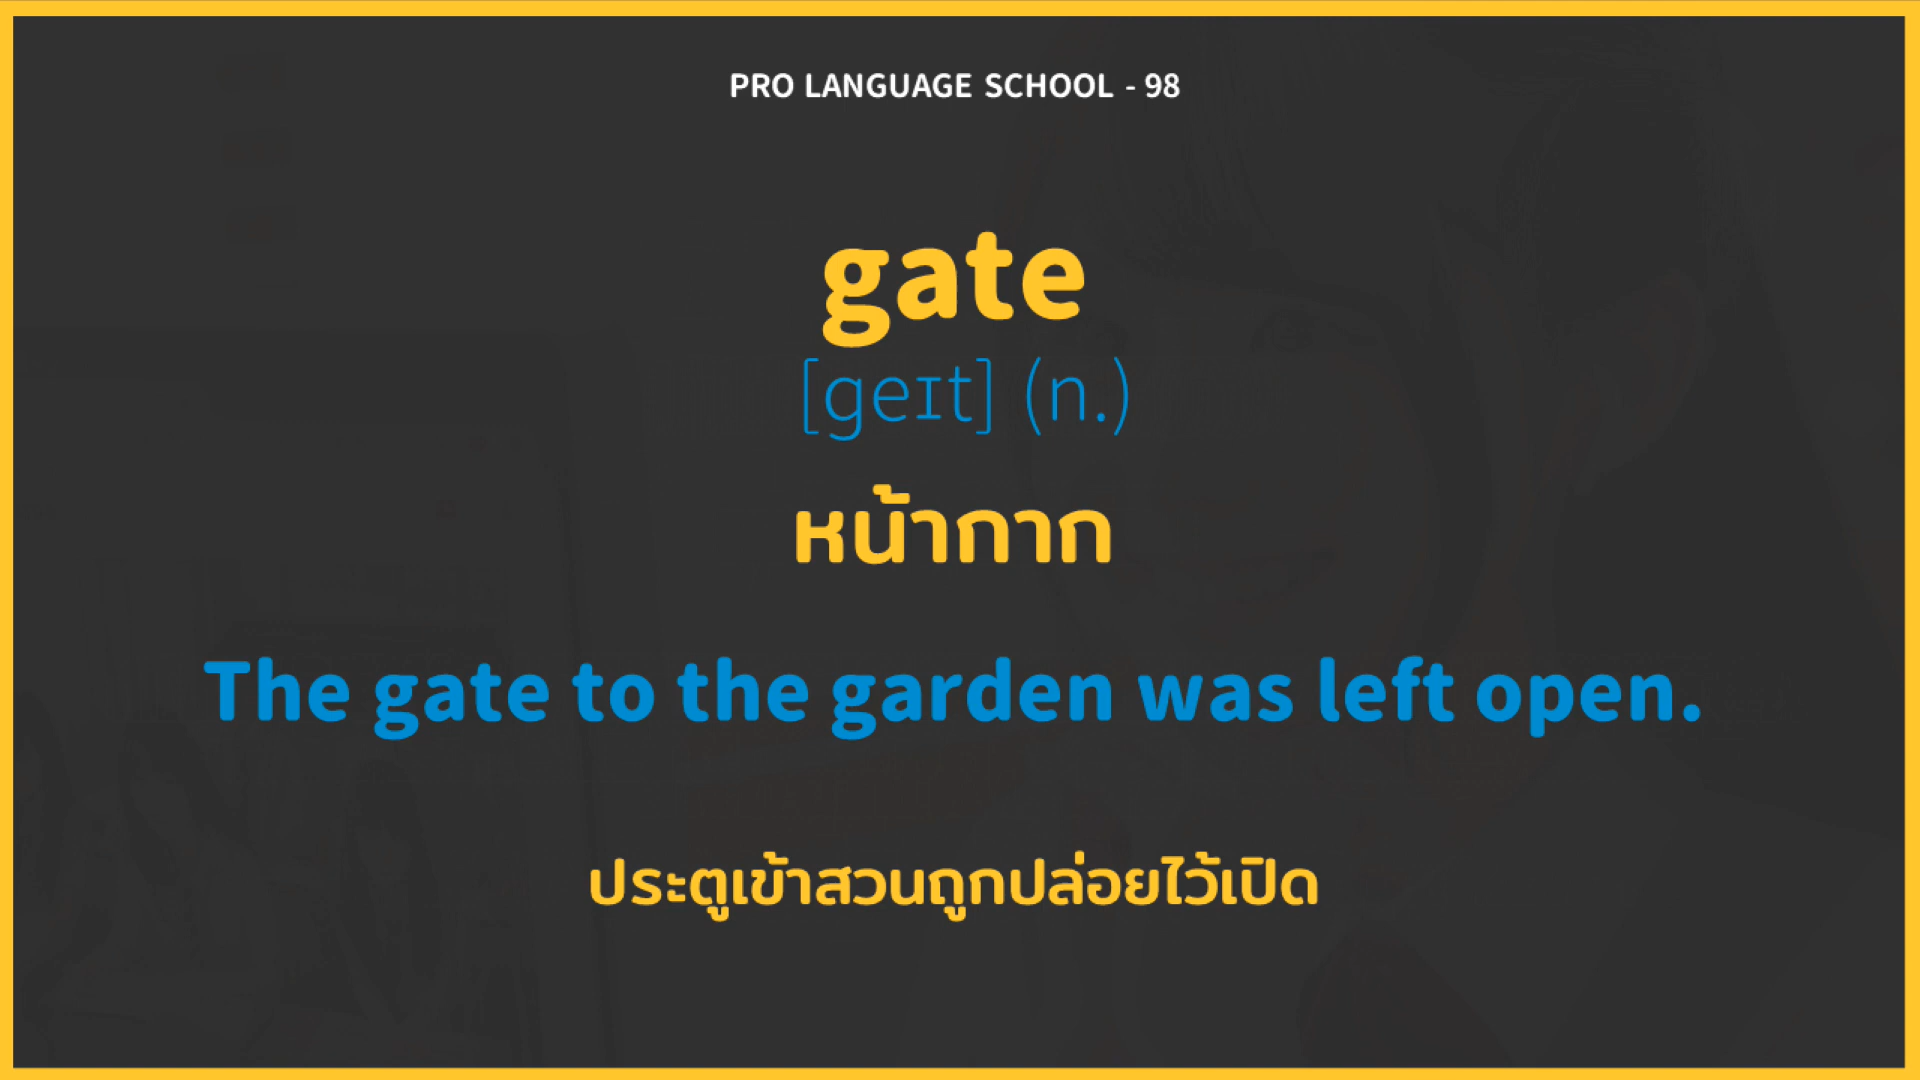 PRO LANGUAGE SCHOOL - 98
gate
[geɪt] (n.)
หน้ากาก
The gate to the garden was left open.
ประตูเข้าสวนถูกปล่อยไว้เปิด